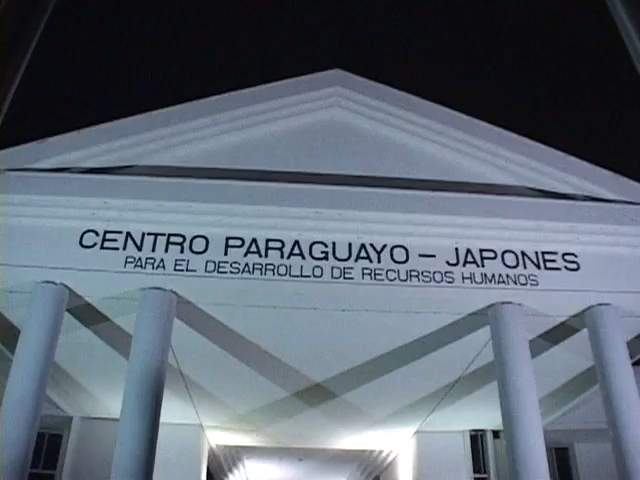 CENTRO PARAGUAYO – JAPONES
PARA EL DESARROLLO DE RECURSOS HUMANOS